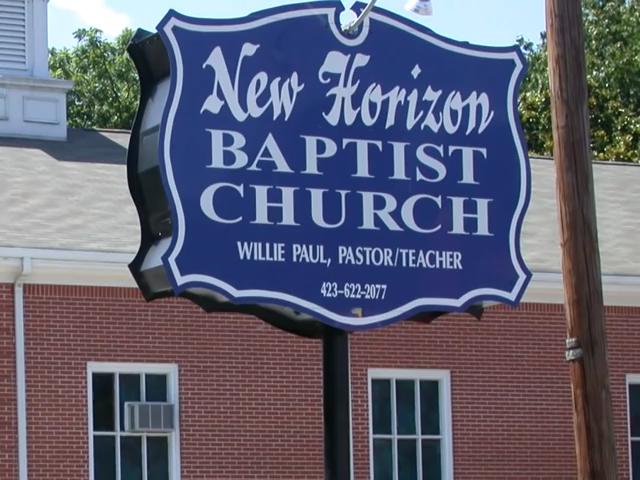 New Horizon
BAPTIST
CHURCH
WILLIE PAUL, PASTOR/TEACHER
423-622-2077